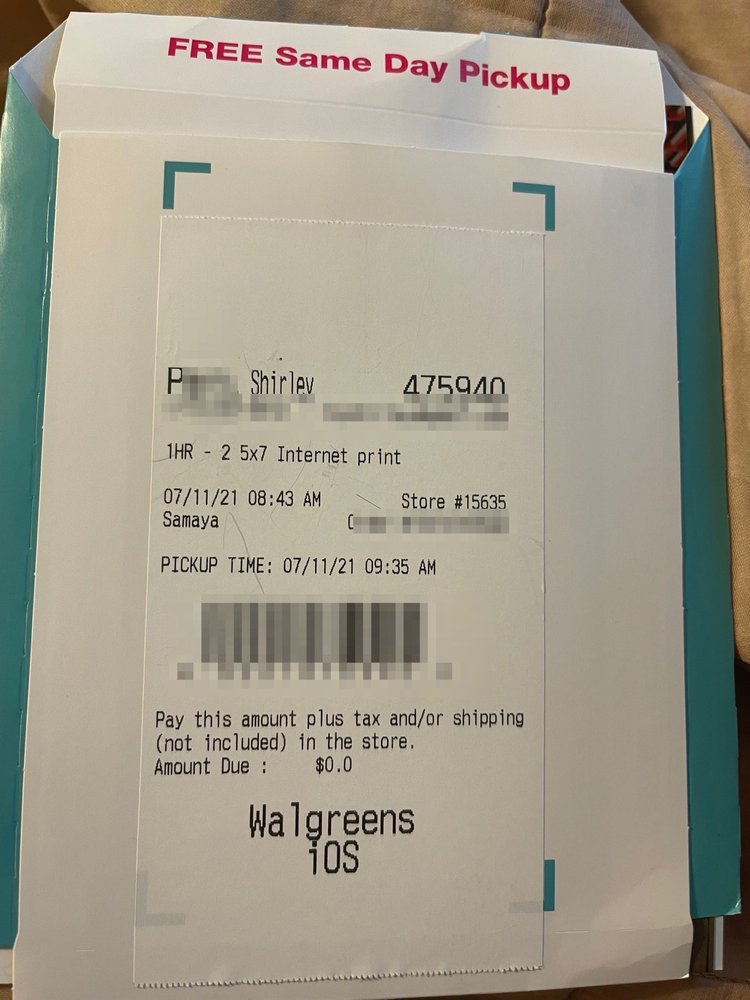 FREE Same Day Pickup
Shirley 475940
1HR - 2 5x7 Internet print
07/11/21 08:43 AM Store #15635
Samaya
PICKUP TIME: 07/11/21 09:35 AM
Pay this amount plus tax and/or shipping
(not included) in the store.
Amount Due : $0.0
Walgreens
iOS